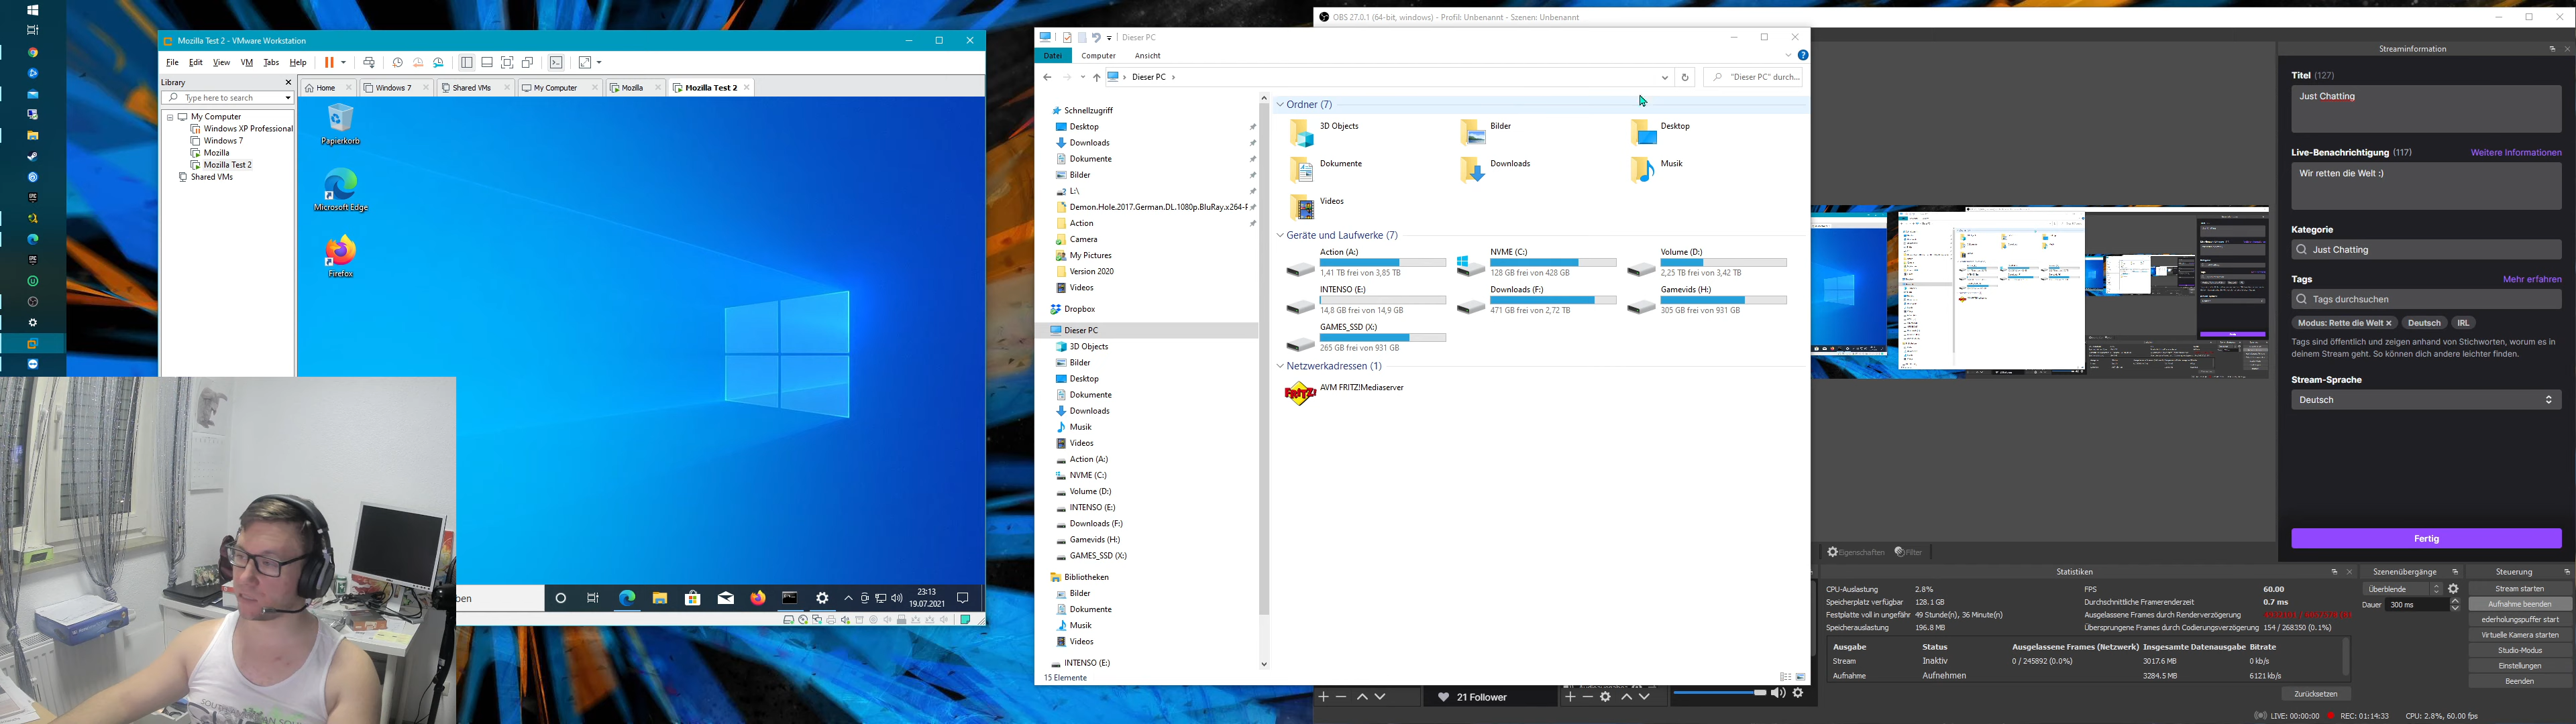 Mozilla Test 2 - VMware Workstation
File Edit View VM Tabs Help
Library
Type here to search
My Computer
Windows XP Professional
Windows 7
Mozilla
Mozilla Test 2
Shared VMs
Home Windows 7 Shared VMs My Computer Mozilla Mozilla Test 2
Papierkorb
Microsoft Edge
Firefox
ben
23:13
19.07.2021
Dieser PC
Datei Computer Ansicht
Dieser PC
"Dieser PC" durch...
Schnellzugriff
Desktop
Downloads
Dokumente
Bilder
L:\
Demon.Hole.2017.German.DL.1080p.BluRay.x264-F
Action
Camera
My Pictures
Version 2020
Videos
Dropbox
Dieser PC
3D Objects
Bilder
Desktop
Dokumente
Downloads
Musik
Videos
Action (A:)
NVME (C:)
Volume (D:)
INTENSO (E:)
Downloads (F:)
Gamevids (H:)
GAMES_SSD (X:)
Bibliotheken
Bilder
Dokumente
Musik
Videos
INTENSO (E:)
15 Elemente
Ordner (7)
3D Objects Bilder Desktop
Dokumente Downloads Musik
Videos
Geräte und Laufwerke (7)
Action (A:) NVME (C:) Volume (D:)
1,41 TB frei von 3,85 TB 128 GB frei von 428 GB 2,25 TB frei von 3,42 TB
INTENSO (E:) Downloads (F:) Gamevids (H:)
14,8 GB frei von 14,9 GB 471 GB frei von 2,72 TB 305 GB frei von 931 GB
GAMES_SSD (X:)
265 GB frei von 931 GB
Netzwerkadressen (1)
FRITZ! AVM FRITZ!Mediaserver
OBS 27.0.1 (64-bit, windows) - Profil: Unbenannt - Szenen: Unbenannt
Streaminformation
Titel (127)
Just Chatting
Live-Benachrichtigung (117) Weitere Informationen
Wir retten die Welt :)
Kategorie
Just Chatting
Tags Mehr erfahren
Tags durchsuchen
Modus: Rette die Welt Deutsch IRL
Tags sind öffentlich und zeigen anhand von Stichworten, worum es in
deinem Stream geht. So können dich andere leichter finden.
Stream-Sprache
Deutsch
Fertig
Eigenschaften Filter
Statistiken
CPU-Auslastung 2.8% FPS 60.00
Speicherplatz verfügbar 128.1 GB Durchschnittliche Framerenderzeit 0.7 ms
Festplatte voll in ungefähr 49 Stunde(n), 36 Minute(n) Ausgelassene Frames durch Renderverzögerung
Speicherauslastung 196.8 MB Übersprungene Frames durch Codierungsverzögerung 154 / 268350 (0.1%)
Ausgabe Status Ausgelassene Frames (Netzwerk) Insgesamte Datenausgabe Bitrate
Stream Inaktiv 0 / 245892 (0.0%) 3017.6 MB 0 kb/s
Aufnahme Aufnehmen 3284.5 MB 6121 kb/s
Zurücksetzen
Szenenübergänge
Überblende
Dauer 300 ms
Steuerung
Stream starten
Aufnahme beenden
ederholungspuffer start
Virtuelle Kamera starten
Studio-Modus
Einstellungen
Beenden
21 Follower
LIVE: 00:00:00 REC: 01:14:33 CPU: 2.8%, 60.00 fps